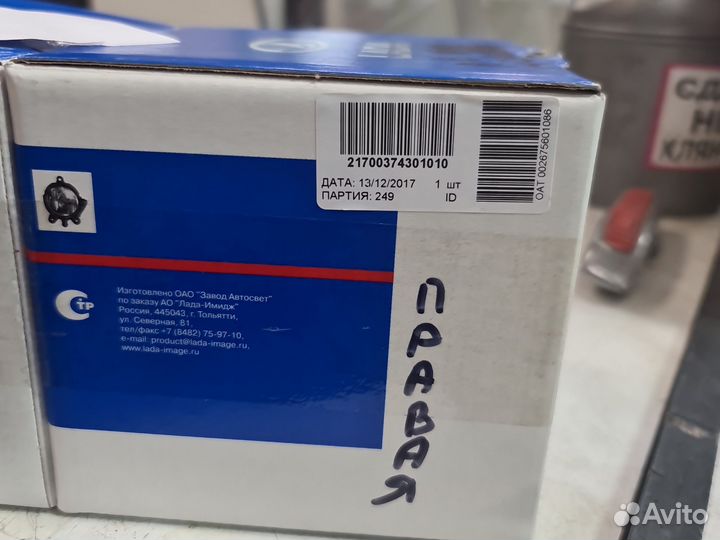 21700374301010
ДАТА: 13/12/2017 1 шт
ПАРТИЯ: 249 ID
ОАТ 002675601086
Изготовлено ОАО "Завод Автосвет"
по заказу АО "Лада-Имидж"
Россия, 445043, г. Тольятти,
ул. Северная, 81,
тел/факс +7 (8482) 75-97-10,
e-mail: product@lada-image.ru,
www.lada-image.ru
ПРАВАЯ
Avito